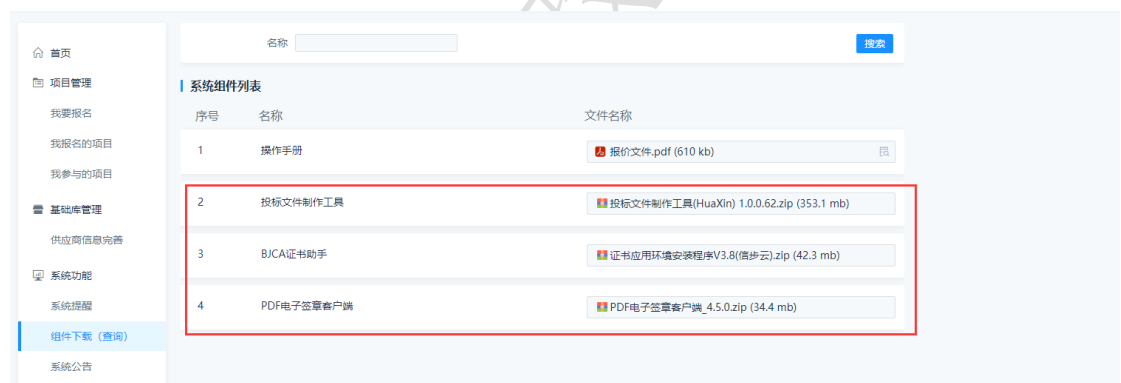 名称
搜索
首页
项目管理
我要报名
我报名的项目
我参与的项目
基础库管理
供应商信息完善
系统功能
系统提醒
组件下载（查询）
系统公告
系统组件列表
序号 名称 文件名称
1 操作手册 报价文件.pdf (610 kb)
2 投标文件制作工具 投标文件制作工具(HuaXin) 1.0.0.62.zip (353.1 mb)
3 BJCA证书助手 证书应用环境安装程序V3.8(信步云).zip (42.3 mb)
4 PDF电子签章客户端 PDF电子签章客户端_4.5.0.zip (34.4 mb)